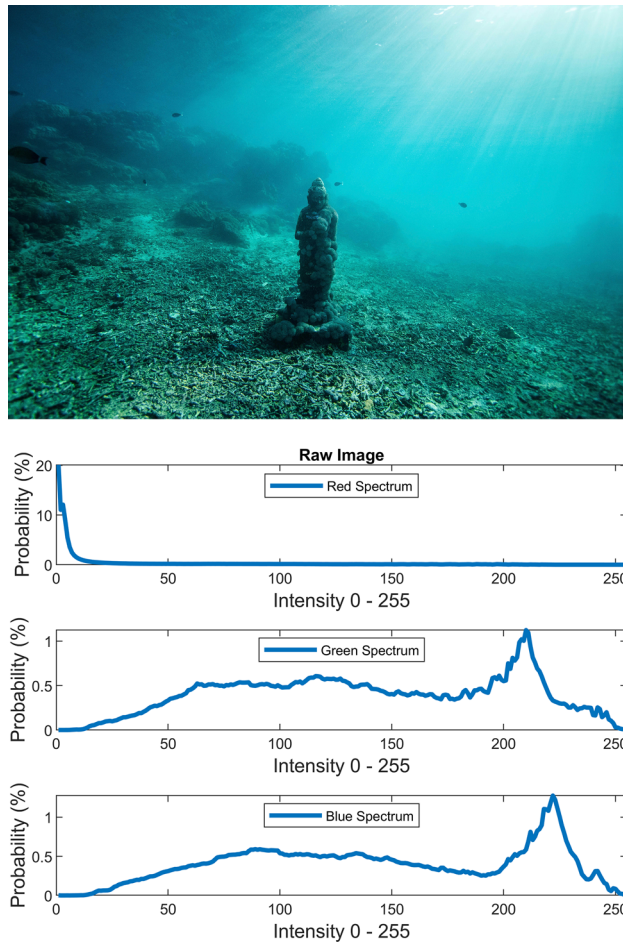 Raw Image
20
10
0
Probability (%)
Red Spectrum
0 50 100 150 200 250
Intensity 0 - 255
1
0.5
0
Probability (%)
Green Spectrum
0 50 100 150 200 250
Intensity 0 - 255
1
0.5
0
Probability (%)
Blue Spectrum
0 50 100 150 200
Intensity 0 - 255